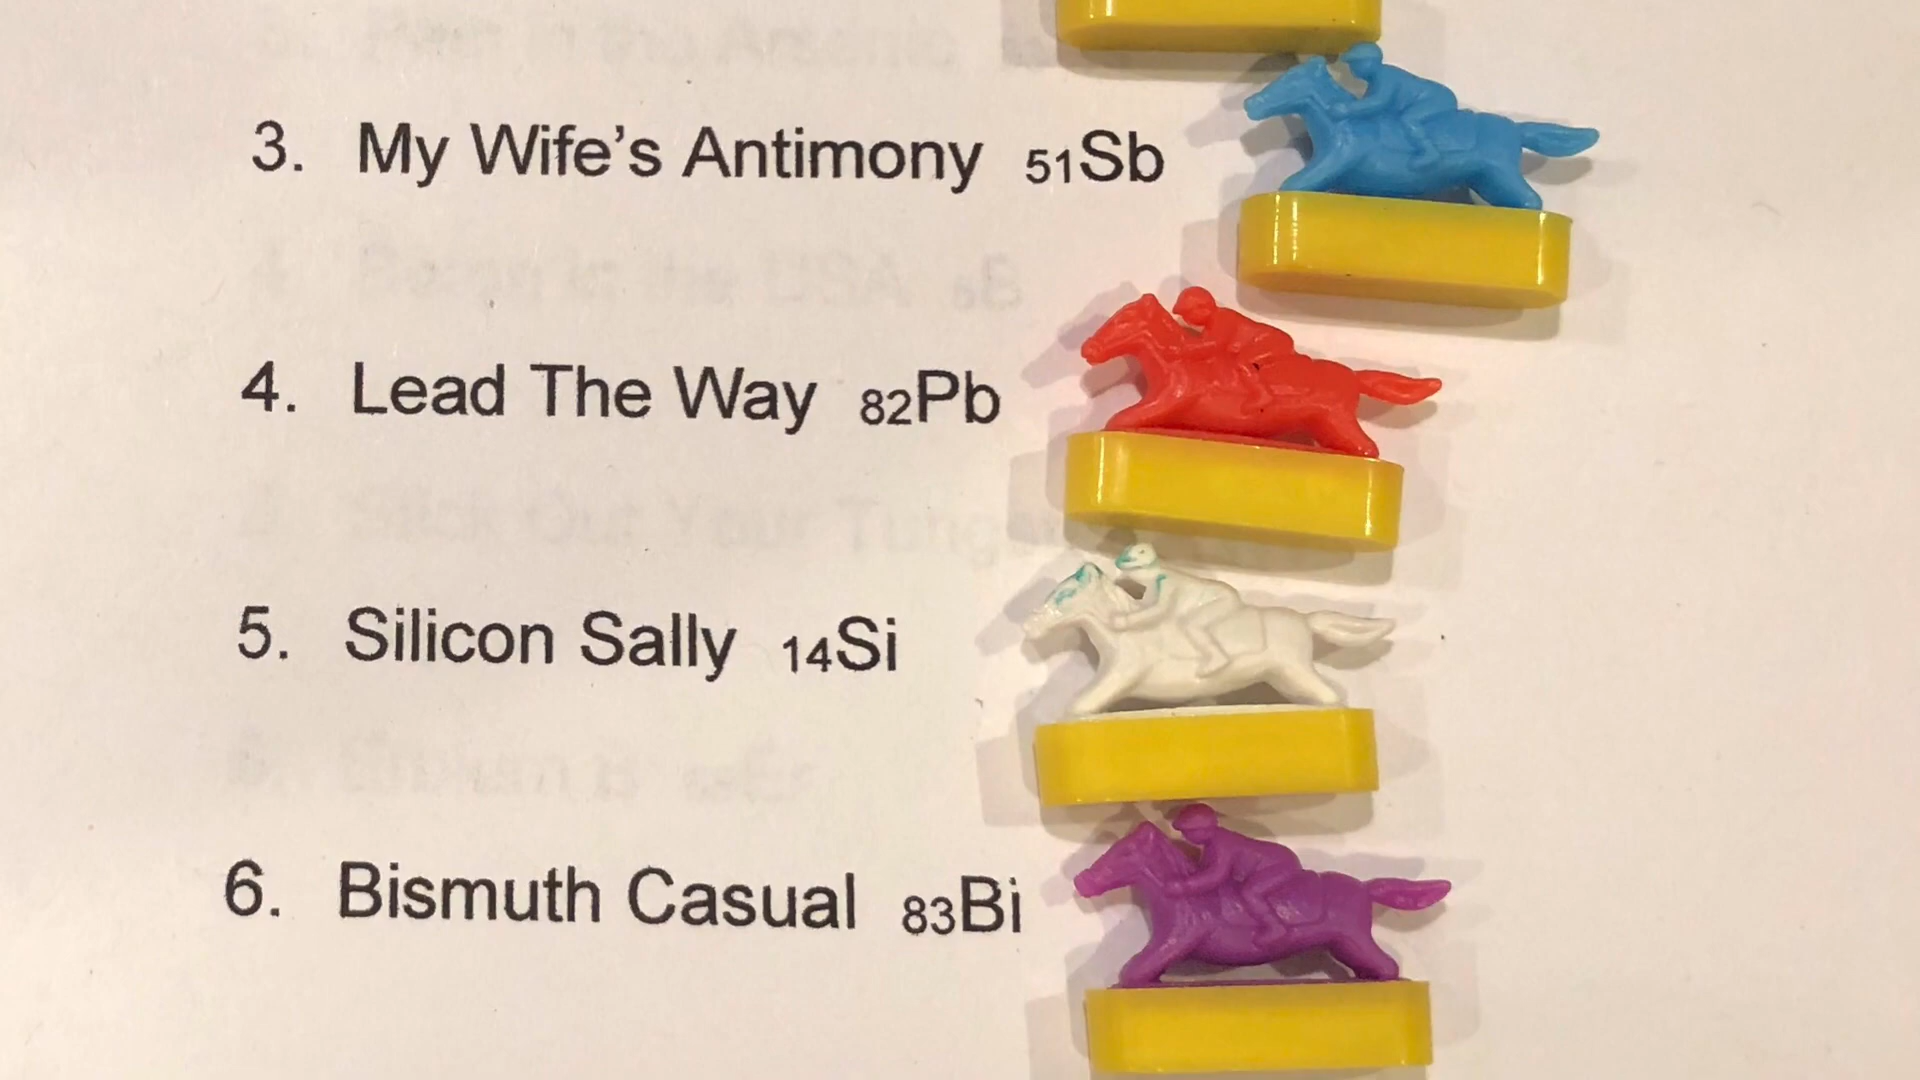 3. My Wife's Antimony 51Sb
4. Lead The Way 82Pb
5. Silicon Sally 14Si
6. Bismuth Casual 83Bi